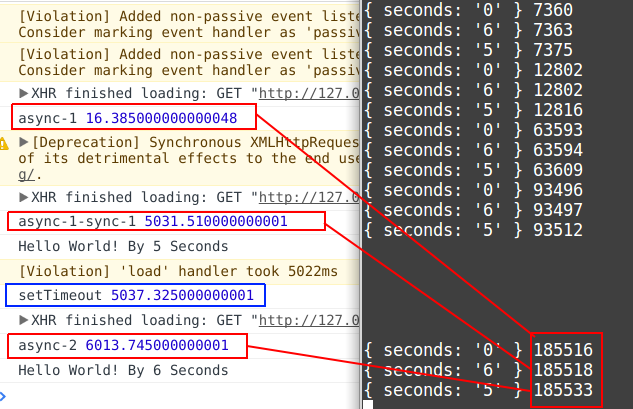 [Violation] Added non-passive event liste
Consider marking event handler as 'passiv
[Violation] Added non-passive event liste
Consider marking event handler as 'passiv
▶XHR finished loading: GET "http://127.0
async-1 16.385000000000048
▶[Deprecation] Synchronous XMLHttpReques
of its detrimental effects to the end use
g/.
▶XHR finished loading: GET "http://127.0
async-1-sync-1 5031.510000000001
Hello World! By 5 Seconds
[Violation] 'load' handler took 5022ms
setTimeout 5037.325000000001
▶XHR finished loading: GET "http://127.0
async-2 6013.745000000001
Hello World! By 6 Seconds
>
{ seconds: '0' } 7360
{ seconds: '6' } 7363
{ seconds: '5' } 7375
{ seconds: '0' } 12802
{ seconds: '6' } 12802
{ seconds: '5' } 12816
{ seconds: '0' } 63593
{ seconds: '6' } 63594
{ seconds: '5' } 63609
{ seconds: '0' } 93496
{ seconds: '6' } 93497
{ seconds: '5' } 93512
{ seconds: '0' } 185516
{ seconds: '6' } 185518
{ seconds: '5' } 185533